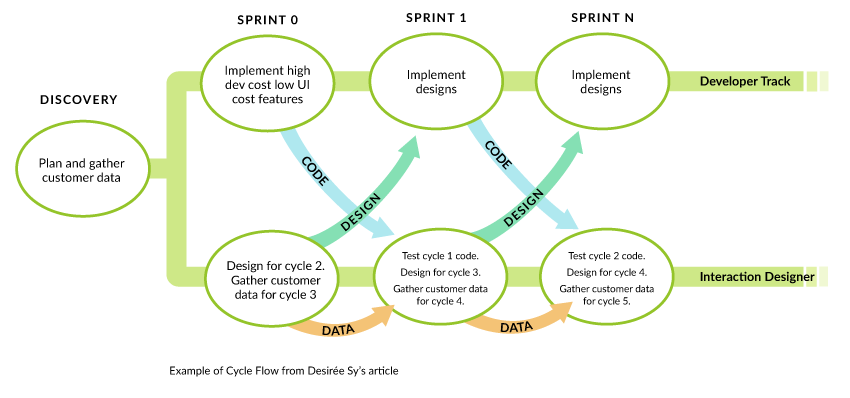 SPRINT 0
SPRINT 1
SPRINT N
DISCOVERY
Plan and gather
customer data
Implement high
dev cost low UI
cost features
Implement
designs
Implement
designs
Developer Track
CODE
DESIGN
CODE
DESIGN
Design for cycle 2.
Gather customer
data for cycle 3
Test cycle 1 code.
Design for cycle 3.
Gather customer data
for cycle 4.
Test cycle 2 code.
Design for cycle 4.
Gather customer data
for cycle 5.
Interaction Designer
DATA
DATA
Example of Cycle Flow from Desirée Sy's article